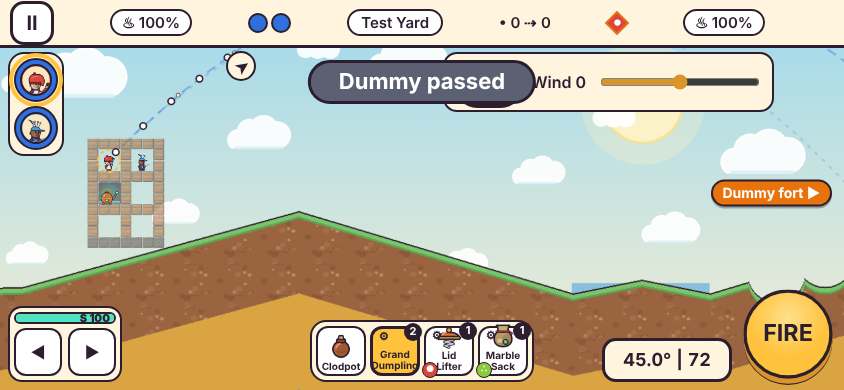 100%
Test Yard
• 0 ⇢ 0
100%
Dummy passed
Wind 0
Dummy fort ▶
$ 100
Clodpot
Grand
Dumpling
2
Lid
Lifter
1
Marble
Sack
1
45.0° | 72
FIRE